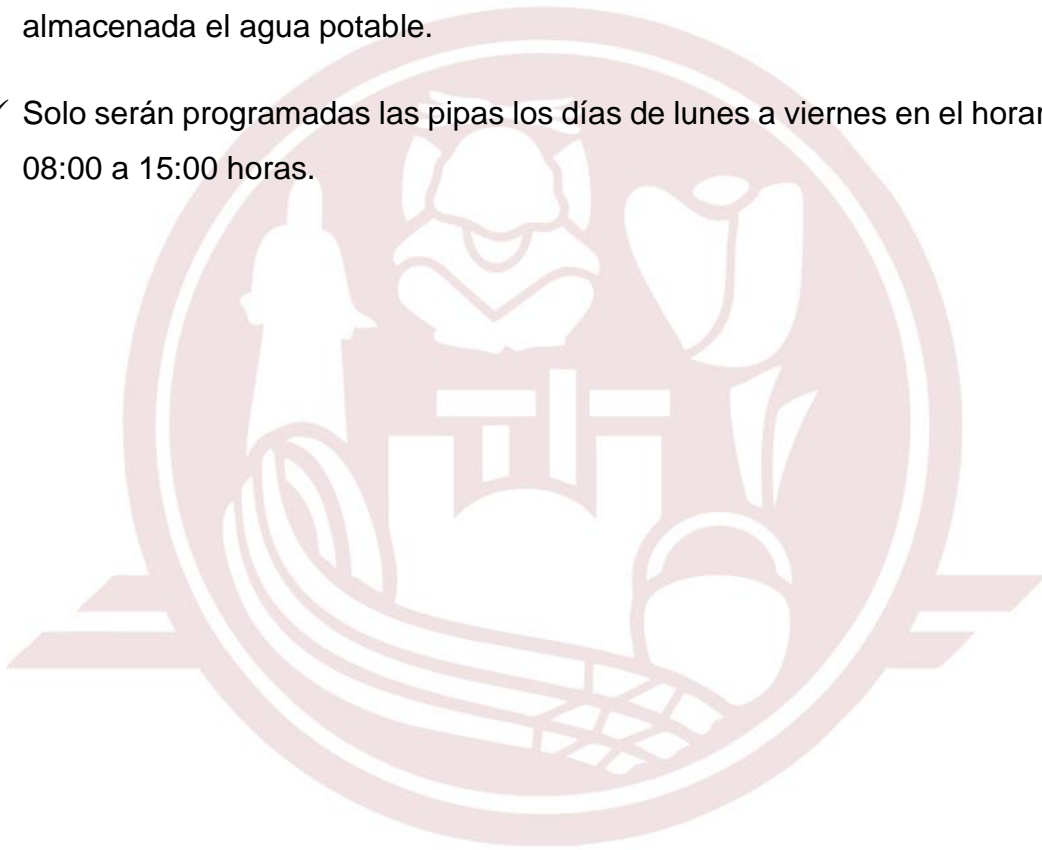 almacenada el agua potable.
✓ Solo serán programadas las pipas los días de lunes a viernes en el
08:00 a 15:00 horas.